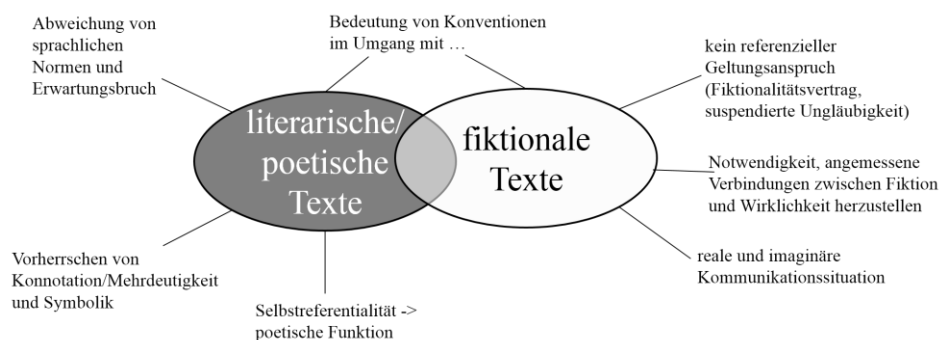 Abweichung von
sprachlichen
Normen und
Erwartungsbruch
Bedeutung von Konventionen
im Umgang mit …
kein referenzieller
Geltungsanspruch
(Fiktionalitätsvertrag,
suspendierte Ungläubigkeit)
literarische/
poetische
Texte
fiktionale
Texte
Notwendigkeit, angemessene
Verbindungen zwischen Fiktion
und Wirklichkeit herzustellen
Vorherrschen von
Konnotation/Mehrdeutigkeit
und Symbolik
reale und imaginäre
Kommunikationssituation
Selbstreferentialität ->
poetische Funktion